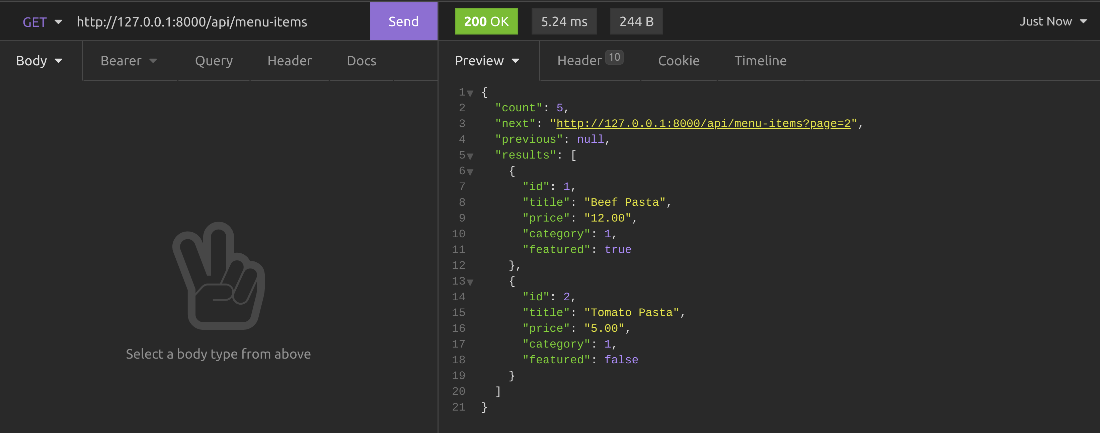 GET http://127.0.0.1:8000/api/menu-items Send 200 OK 5.24 ms 244 B Just Now
Body Bearer Query Header Docs Preview Header 10 Cookie Timeline
1 {
2 "count": 5,
3 "next": "http://127.0.0.1:8000/api/menu-items?page=2",
4 "previous": null,
5 "results": [
6 {
7 "id": 1,
8 "title": "Beef Pasta",
9 "price": "12.00",
10 "category": 1,
11 "featured": true
12 },
13 {
14 "id": 2,
15 "title": "Tomato Pasta",
16 "price": "5.00",
17 "category": 1,
18 "featured": false
19 }
20 ]
21 }
Select a body type from above